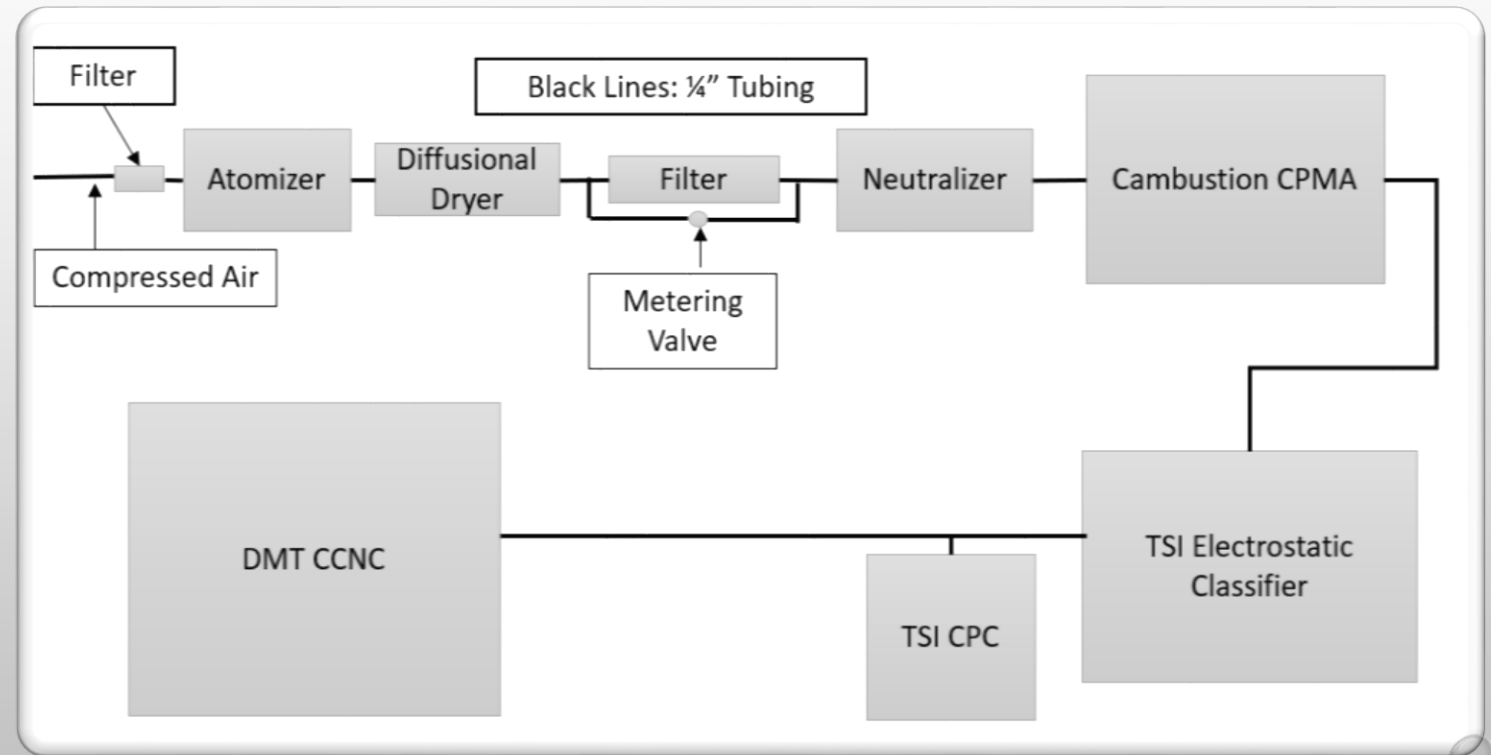 Filter
Black Lines: ¼” Tubing
Atomizer
Diffusional
Dryer
Filter
Neutralizer
Cambustion CPMA
Compressed Air
Metering
Valve
DMT CCNC
TSI CPC
TSI Electrostatic
Classifier